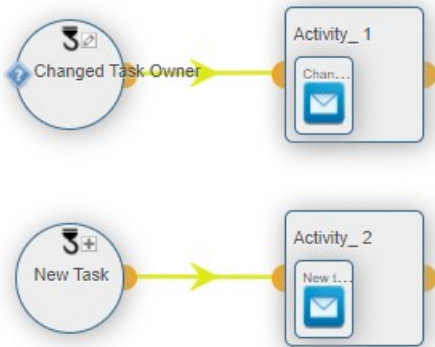 Activity_ 1
Changed Task Owner
Chan...
Activity_ 2
New Task
New t...